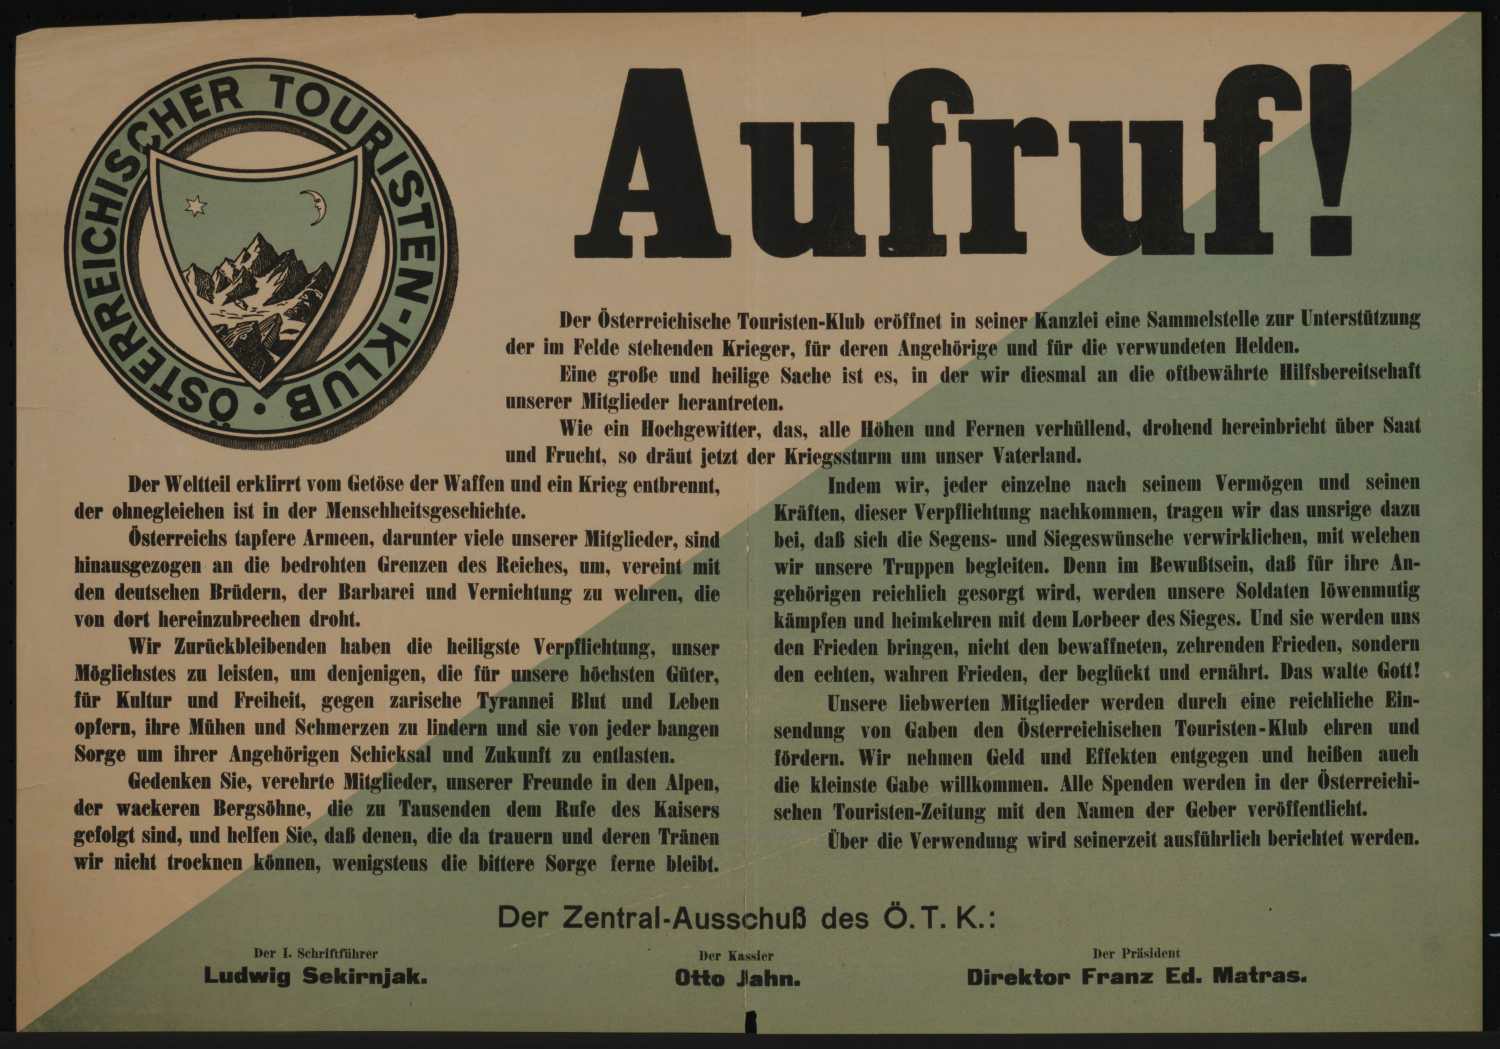 ÖSTERREICHISCHER TOURISTEN-KLUB ·
Aufruf!
Der Österreichische Touristen-Klub eröffnet in seiner Kanzlei eine Sammelstelle zur Unterstützung
der im Felde stehenden Krieger, für deren Angehörige und für die verwundeten Helden.
Eine große und heilige Sache ist es, in der wir diesmal an die oftbewährte Hilfsbereitschaft
unserer Mitglieder herantreten.
Wie ein Hochgewitter, das, alle Höhen und Fernen verhüllend, drohend hereinbricht über Saat
und Frucht, so dräut jetzt der Kriegssturm um unser Vaterland.
Der Weltteil erklirrt vom Getöse der Waffen und ein Krieg entbrennt,
der ohnegleichen ist in der Menschheitsgeschichte.
Österreichs tapfere Armeen, darunter viele unserer Mitglieder, sind
hinausgezogen an die bedrohten Grenzen des Reiches, um, vereint mit
den deutschen Brüdern, der Barbarei und Vernichtung zu wehren, die
von dort hereinzubrechen droht.
Wir Zurückbleibenden haben die heiligste Verpflichtung, unser
Möglichstes zu leisten, um denjenigen, die für unsere höchsten Güter,
für Kultur und Freiheit, gegen zarische Tyrannei Blut und Leben
opfern, ihre Mühen und Schmerzen zu lindern und sie von jeder bangen
Sorge um ihrer Angehörigen Schicksal und Zukunft zu entlasten.
Gedenken Sie, verehrte Mitglieder, unserer Freunde in den Alpen,
der wackeren Bergsöhne, die zu Tausenden dem Rufe des Kaisers
gefolgt sind, und helfen Sie, daß denen, die da trauern und deren Tränen
wir nicht trocknen können, wenigstens die bittere Sorge ferne bleibt.
Indem wir, jeder einzelne nach seinem Vermögen und seinen
Kräften, dieser Verpflichtung nachkommen, tragen wir das unsrige dazu
bei, daß sich die Segens- und Siegeswünsche verwirklichen, mit welchen
wir unsere Truppen begleiten. Denn im Bewußtsein, daß für ihre An-
gehörigen reichlich gesorgt wird, werden unsere Soldaten löwenmutig
kämpfen und heimkehren mit dem Lorbeer des Sieges. Und sie werden uns
den Frieden bringen, nicht den bewaffneten, zehrenden Frieden, sondern
den echten, wahren Frieden, der beglückt und ernährt. Das walte Gott!
Unsere liebwerten Mitglieder werden durch eine reichliche Ein-
sendung von Gaben den Österreichischen Touristen-Klub ehren und
fördern. Wir nehmen Geld und Effekten entgegen und heißen auch
die kleinste Gabe willkommen. Alle Spenden werden in der Österreichi-
schen Touristen-Zeitung mit den Namen der Geber veröffentlicht.
Über die Verwendung wird seinerzeit ausführlich berichtet werden.
Der Zentral-Ausschuß des Ö. T. K.:
Der I. Schriftführer
Ludwig Sekirnjak.
Der Kassier
Otto Jahn.
Der Präsident
Direktor Franz Ed. Matras.